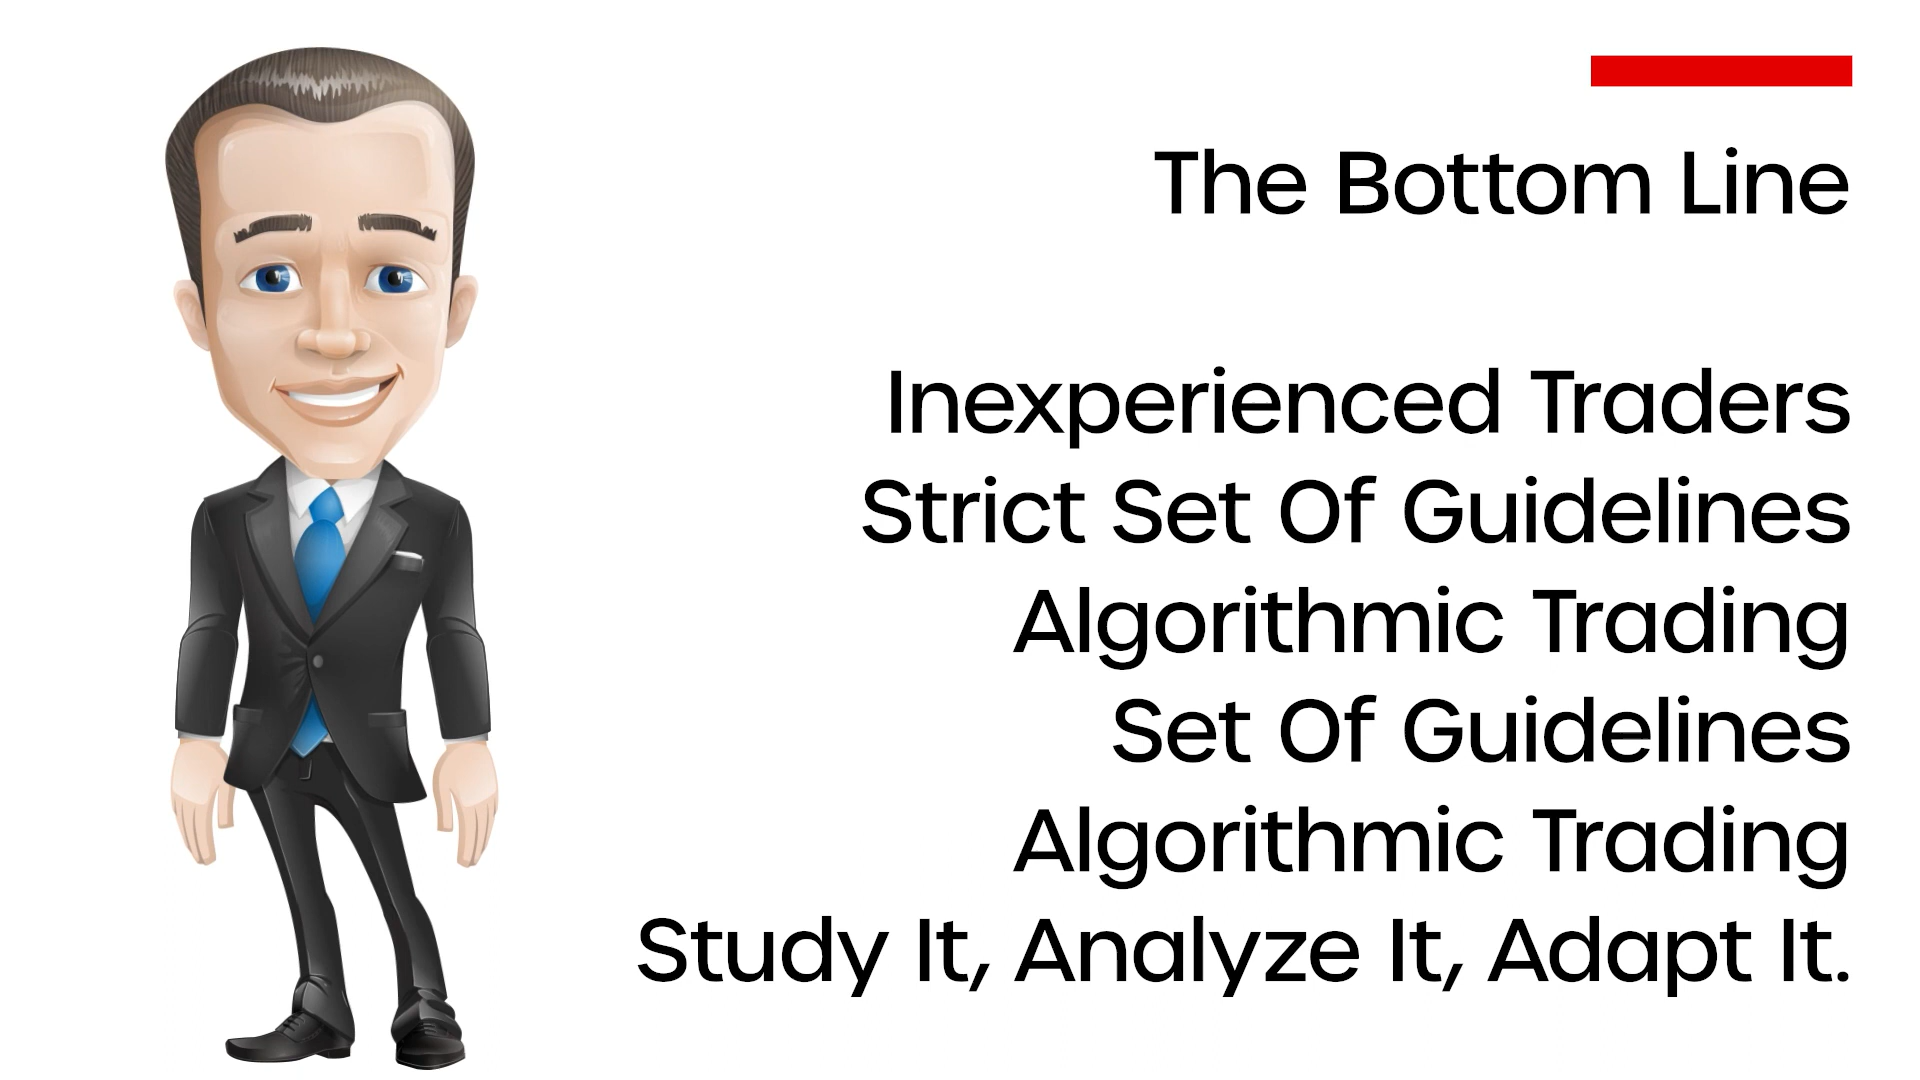 The Bottom Line
Inexperienced Traders
Strict Set Of Guidelines
Algorithmic Trading
Set Of Guidelines
Algorithmic Trading
Study It, Analyze It, Adapt It.